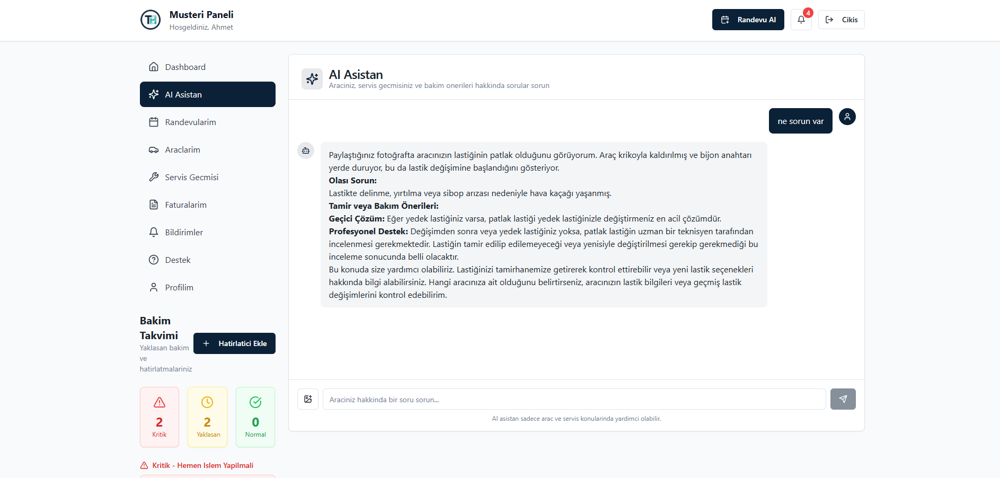 TH
Musteri Paneli
Hosgeldiniz, Ahmet
Randevu AI
4
Cikis
Dashboard
AI Asistan
Randevularim
Araclarim
Servis Gecmisi
Faturalarim
Bildirimler
Destek
Profilim
Bakim
Takvimi
Yaklasan bakim
ve
hatirlatmalariniz
Hatirlatici Ekle
2
Kritik
2
Yaklasan
0
Normal
Kritik - Hemen Islem Yapilmali
AI Asistan
Araciniz, servis gecmisiniz ve bakim onerileri hakkinda sorular sorun
ne sorun var
Paylaştığınız fotoğrafta aracınızın lastiğinin patlak olduğunu görüyorum. Araç krikoyla kaldırılmış ve bijon anahtarı
yerde duruyor, bu da lastik değişimine başlandığını gösteriyor.
Olası Sorun:
Lastikte delinme, yırtılma veya sibop arızası nedeniyle hava kaçağı yaşanmış.
Tamir veya Bakım Önerileri:
Geçici Çözüm: Eğer yedek lastiğiniz varsa, patlak lastiği yedek lastiğinizle değiştirmeniz en acil çözümdür.
Profesyonel Destek: Değişimden sonra veya yedek lastiğiniz yoksa, patlak lastiğin uzman bir teknisyen tarafından
incelenmesi gerekmektedir. Lastiğin tamir edilip edilemeyeceği veya yenisiyle değiştirilmesi gerekip gerekmediği bu
inceleme sonucunda belli olacaktır.
Bu konuda size yardımcı olabiliriz. Lastiğinizi tamirhanemize getirerek kontrol ettirebilir veya yeni lastik seçenekleri
hakkında bilgi alabilirsiniz. Hangi aracınıza ait olduğunu belirtirseniz, aracınızın lastik bilgileri veya geçmiş lastik
değişimlerini kontrol edebilirim.
Araciniz hakkinda bir soru sorun...
AI asistan sadece arac ve servis konularinda yardimci olabilir.